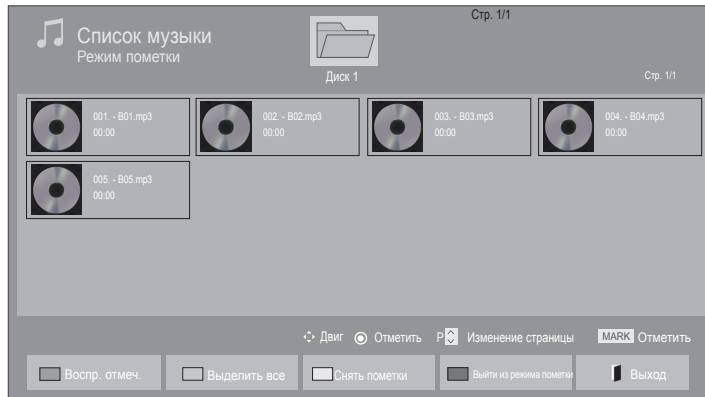 Стр. 1/1
Список музыки
Режим пометки
Диск 1
Стр. 1/1
001. - B01.mp3
00:00
002. - B02.mp3
00:00
003. - B03.mp3
00:00
004. - B04.mp3
00:00
005. - B05.mp3
00:00
Двиг Отметить P Изменение страницы MARK Отметить
Воспр. отмеч. Выделить все Снять пометки Выйти из режима пометки Выход